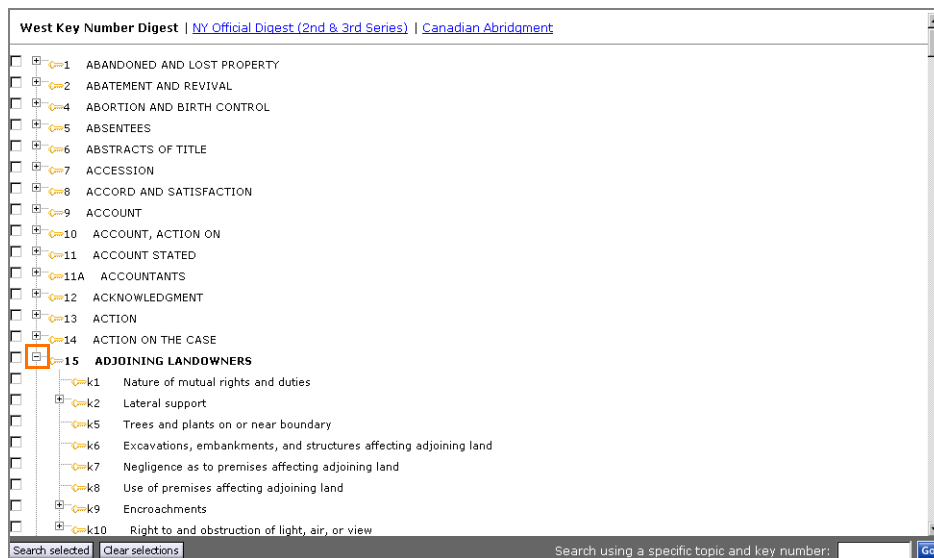 West Key Number Digest | NY Official Digest (2nd & 3rd Series) | Canadian Abridgment
1 ABANDONED AND LOST PROPERTY
2 ABATEMENT AND REVIVAL
4 ABORTION AND BIRTH CONTROL
5 ABSENTEES
6 ABSTRACTS OF TITLE
7 ACCESSION
8 ACCORD AND SATISFACTION
9 ACCOUNT
10 ACCOUNT, ACTION ON
11 ACCOUNT STATED
11A ACCOUNTANTS
12 ACKNOWLEDGMENT
13 ACTION
14 ACTION ON THE CASE
15 ADJOINING LANDOWNERS
k1 Nature of mutual rights and duties
k2 Lateral support
k5 Trees and plants on or near boundary
k6 Excavations, embankments, and structures affecting adjoining land
k7 Negligence as to premises affecting adjoining land
k8 Use of premises affecting adjoining land
k9 Encroachments
k10 Right to and obstruction of light, air, or view
Search selected Clear selections Search using a specific topic and key number: Go